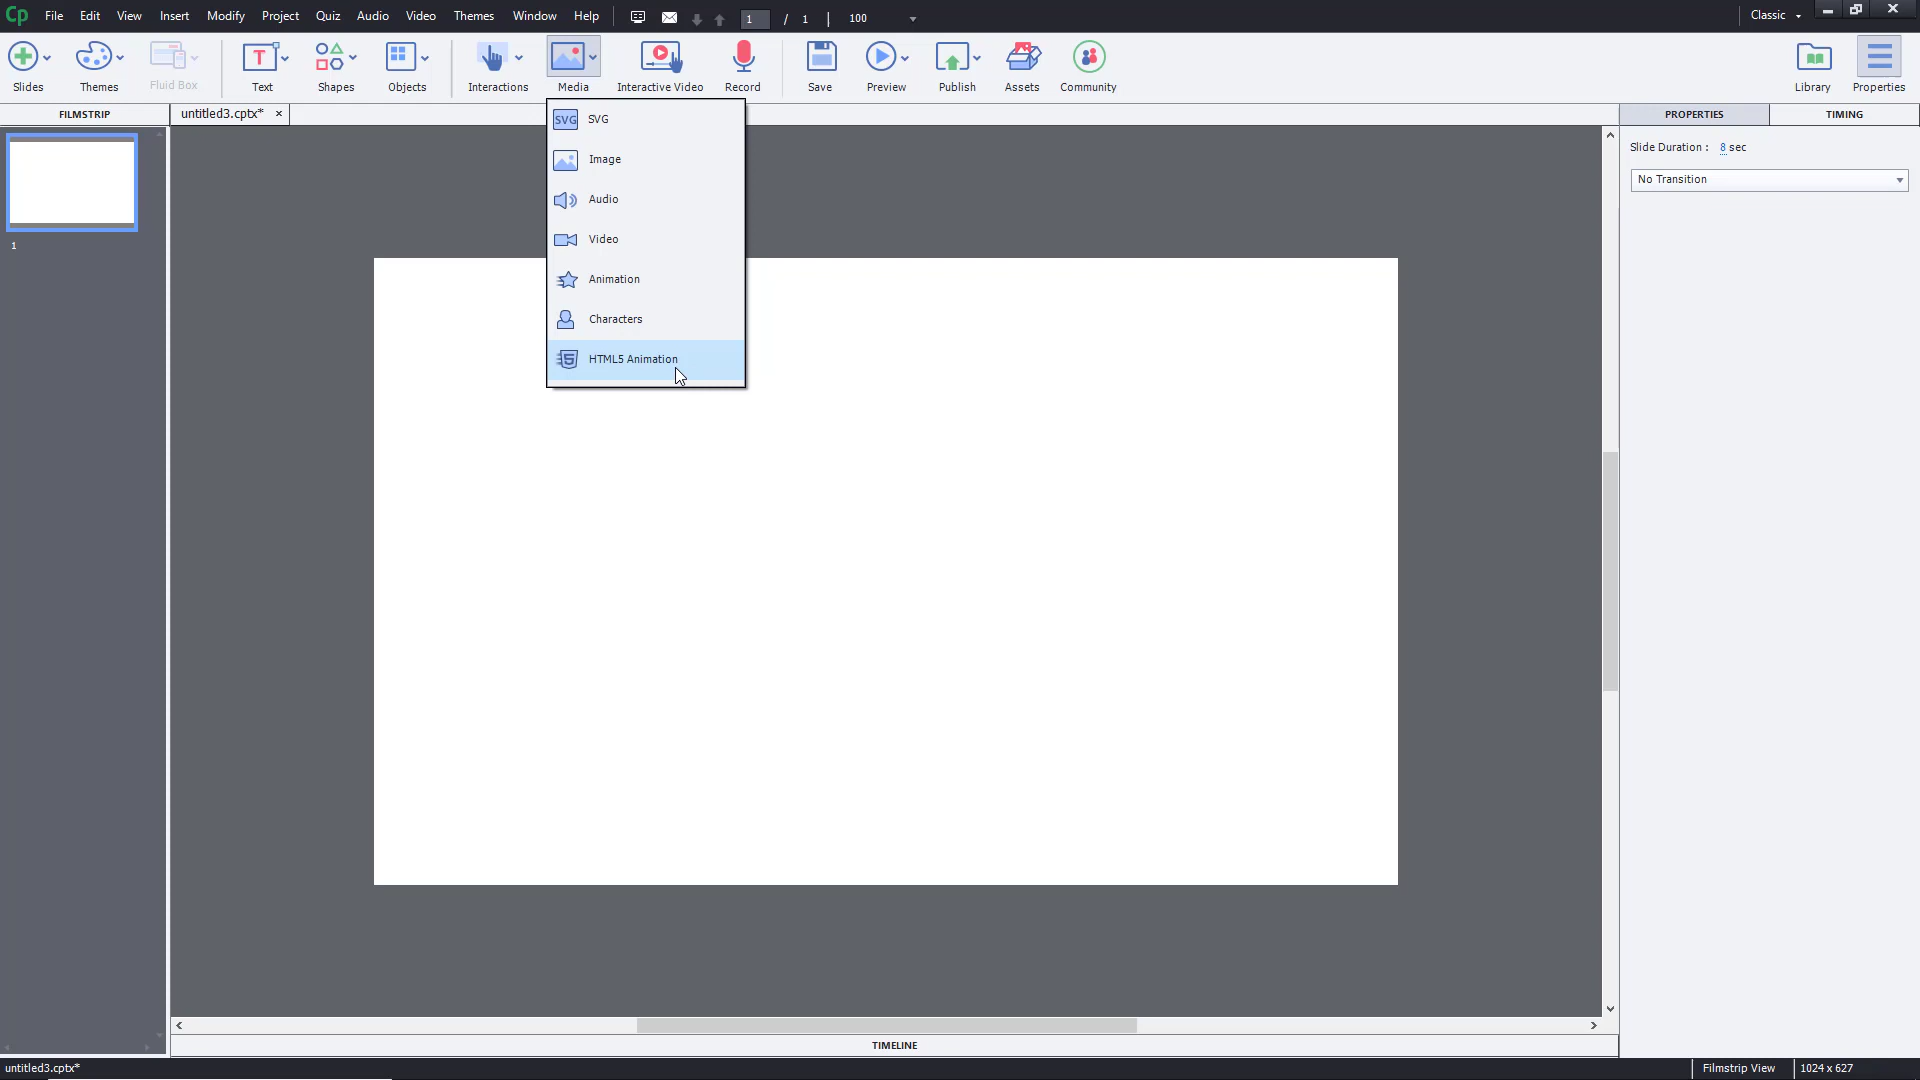 Cp File Edit View Insert Modify Project Quiz Audio Video Themes Window Help 1 / 1 | 100 Classic
Slides Themes Fluid Box Text Shapes Objects Interactions Media Interactive Video Record Save Preview Publish Assets Community Library Properties
FILMSTRIP untitled3.cptx* × PROPERTIES TIMING
SVG SVG
Image
Audio
Video
Animation
Characters
5 HTML5 Animation
1
Slide Duration : 8 sec
No Transition
TIMELINE
untitled3.cptx* Filmstrip View 1024 x 627